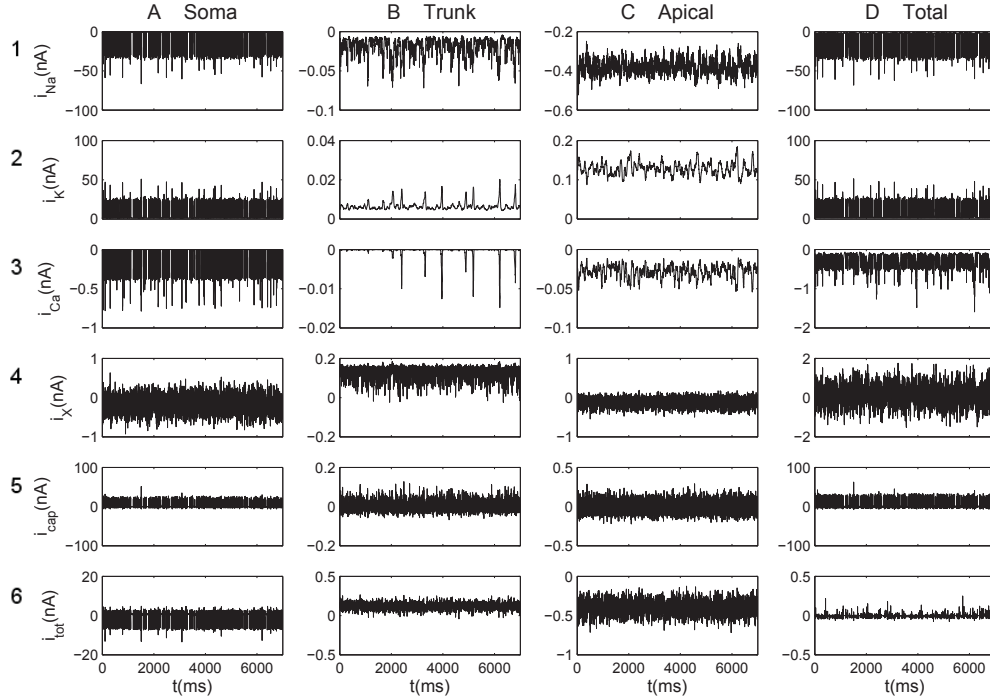 A Soma B Trunk C Apical D Total
1
i_Na(nA)
0 0 −0.2 0
−50 −0.05 −0.4 −50
−100 −0.1 −0.6 −100
2
i_K(nA)
100 0.04 0.2 100
50 0.02 0.1 50
0 0 0 0
3
i_Ca(nA)
0 0 0 0
−0.5 −0.01 −0.05 −1
−1 −0.02 −0.1 −2
4
i_X(nA)
1 0.2 1 2
0 0 0 0
−1 −0.2 −1 −2
5
i_cap(nA)
100 0.2 0.5 100
0 0 0 0
−100 −0.2 −0.5 −100
6
i_tot(nA)
20 0.5 0 0.5
0 0 −0.5 0
−20 −0.5 −1 −0.5
0 2000 4000 6000 0 2000 4000 6000 0 2000 4000 6000 0 2000 4000 6000
t(ms) t(ms) t(ms) t(ms)